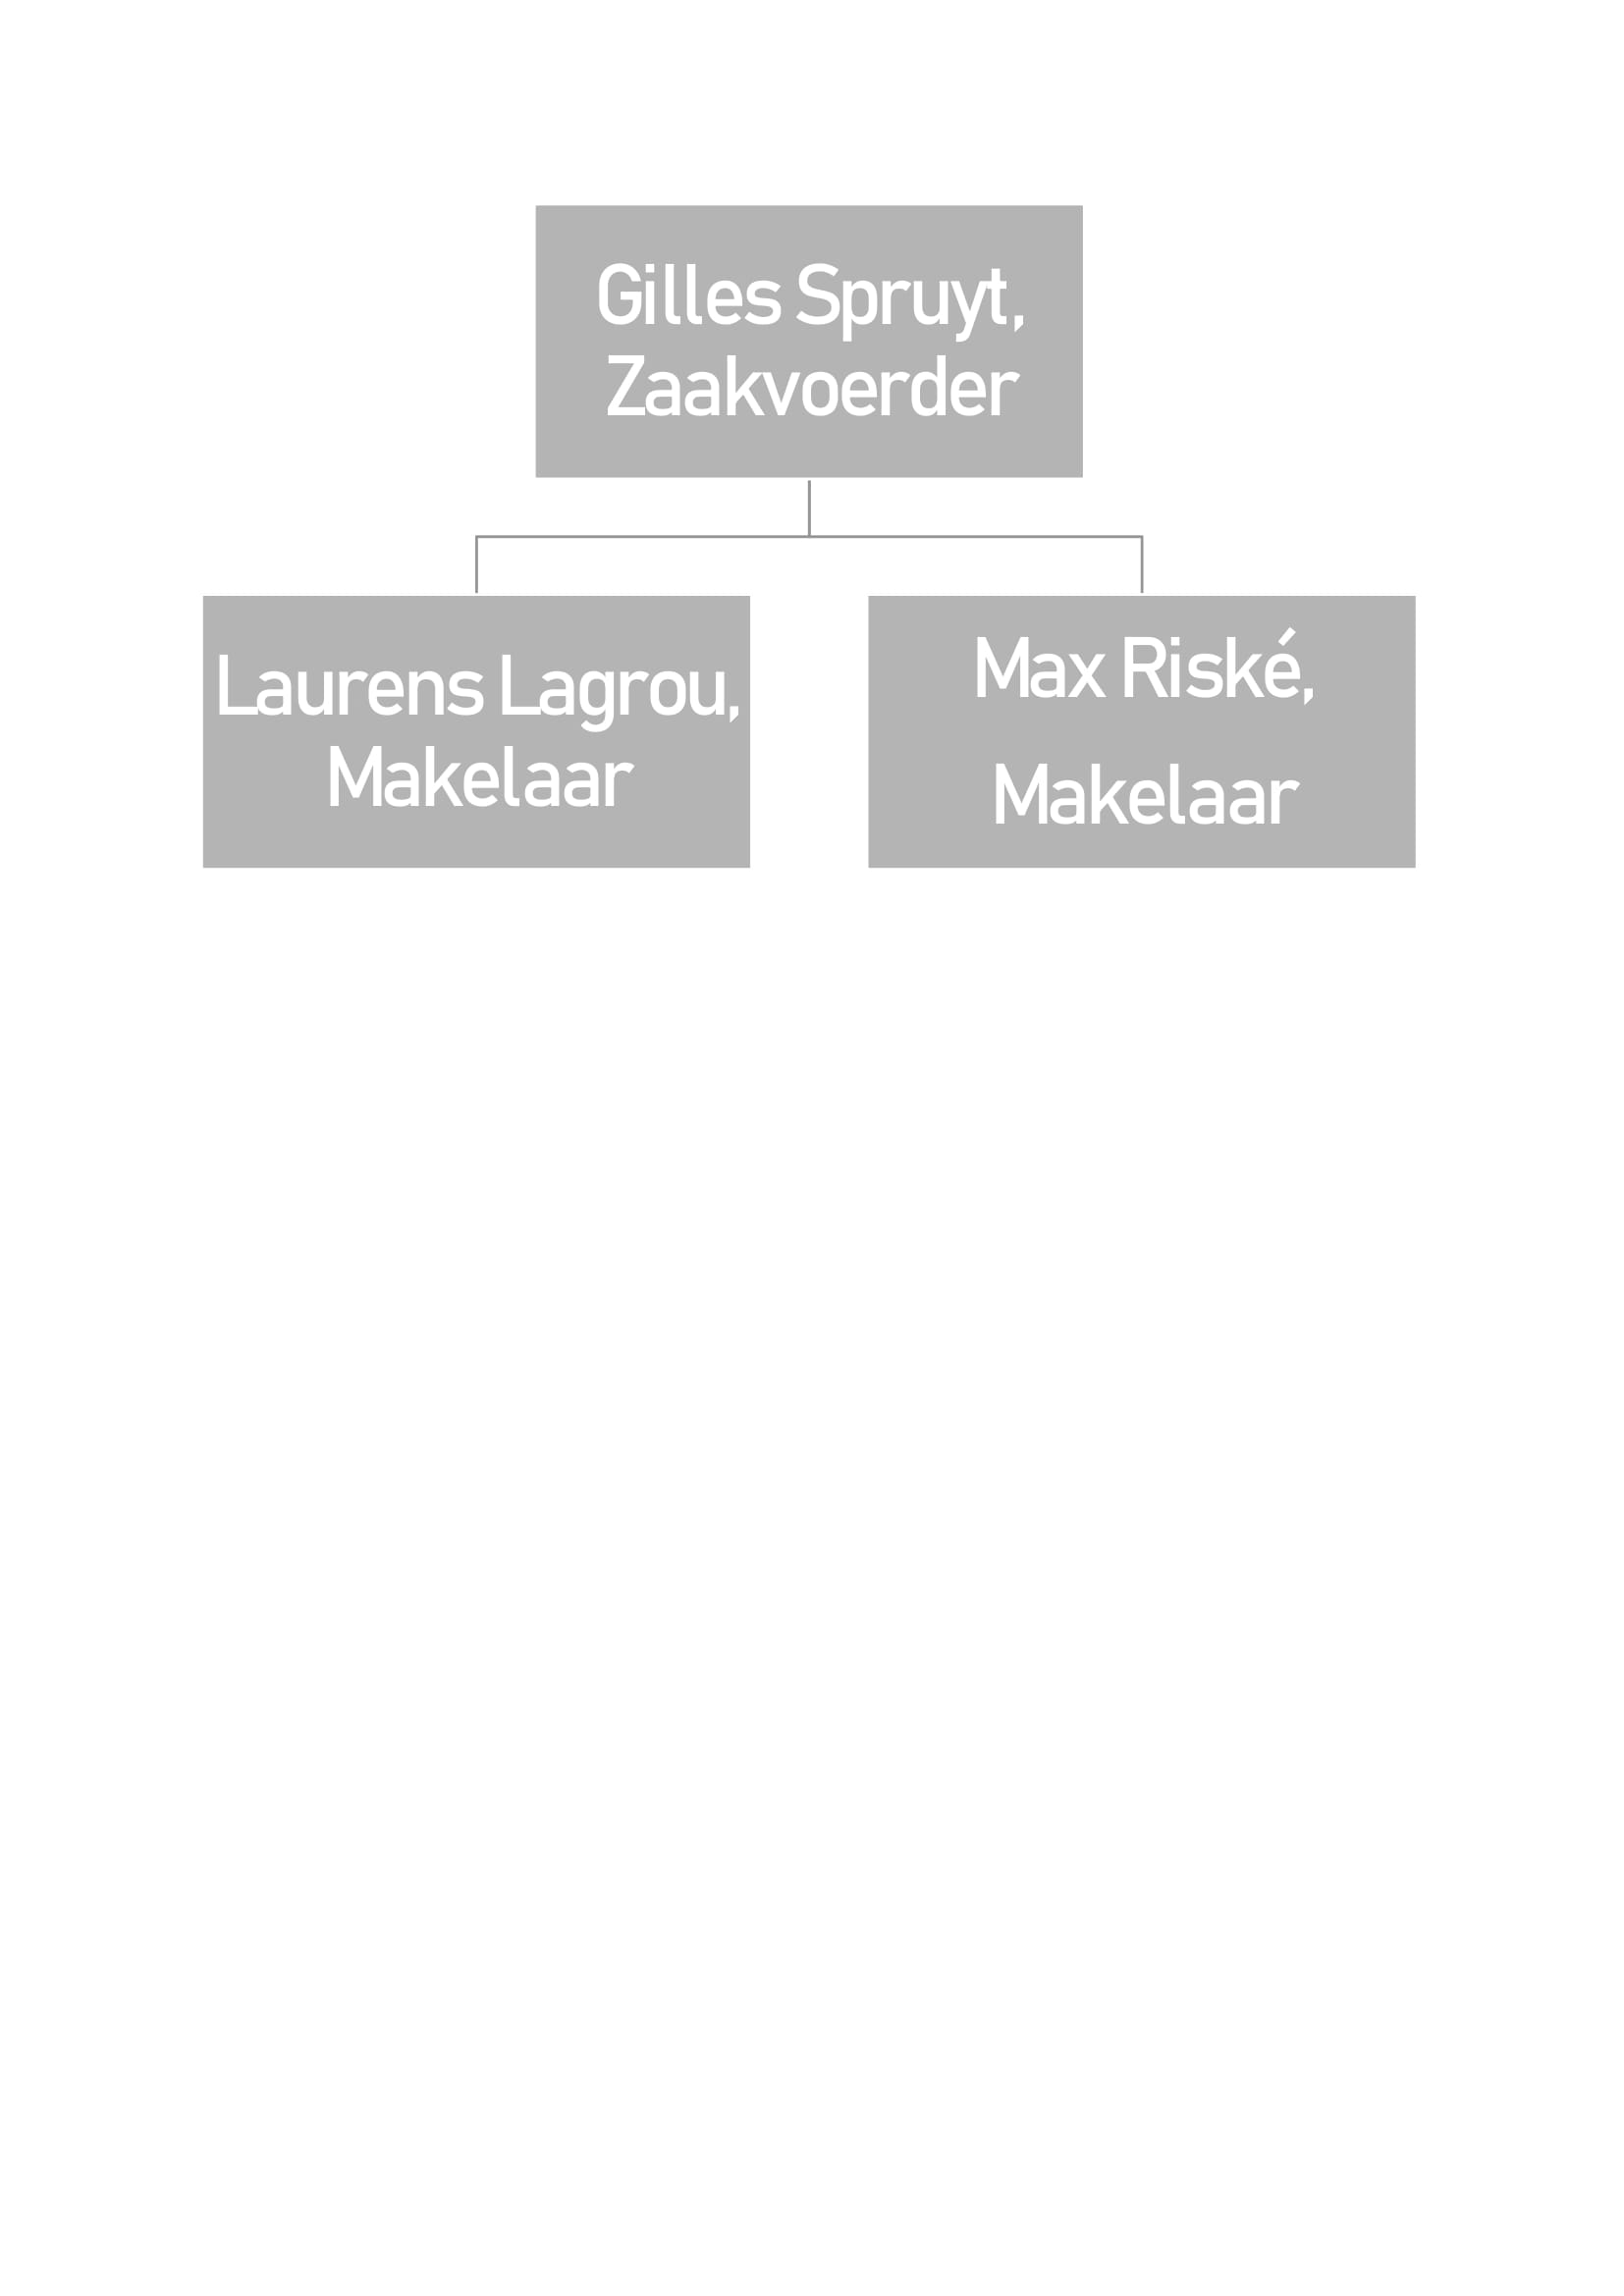 Gilles Spruyt,
Zaakvoerder
Laurens Lagrou,
Makelaar
Max Riské,
Makelaar